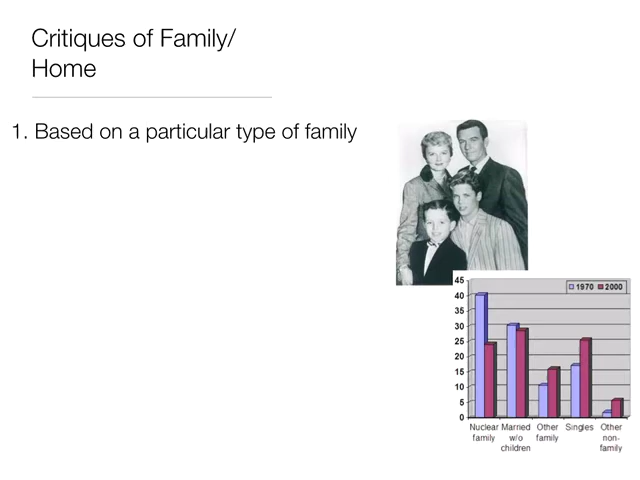 Critiques of Family/
Home
1. Based on a particular type of family
45
40
35
30
25
20
15
10
5
0
1970 2000
Nuclear Married Other Singles Other
family w/o family non-
children family